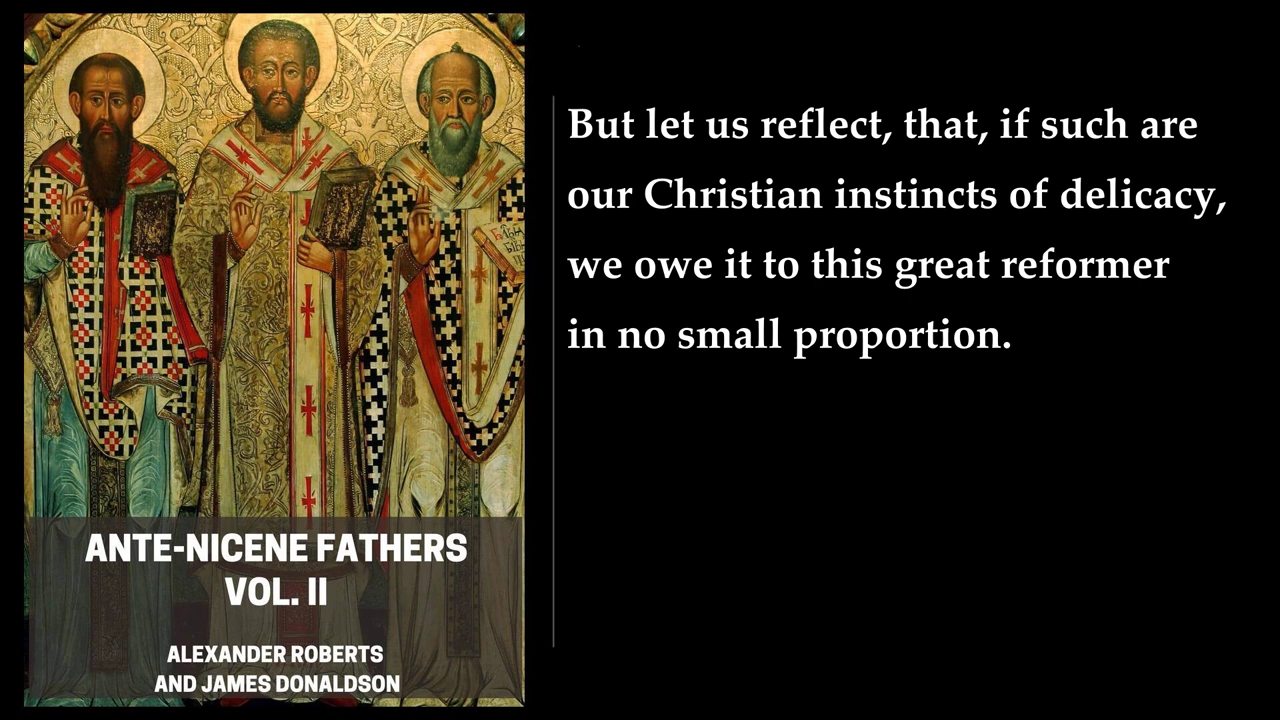 But let us reflect, that, if such are
our Christian instincts of delicacy,
we owe it to this great reformer
in no small proportion.
ANTE-NICENE FATHERS
VOL. II
ALEXANDER ROBERTS
AND JAMES DONALDSON